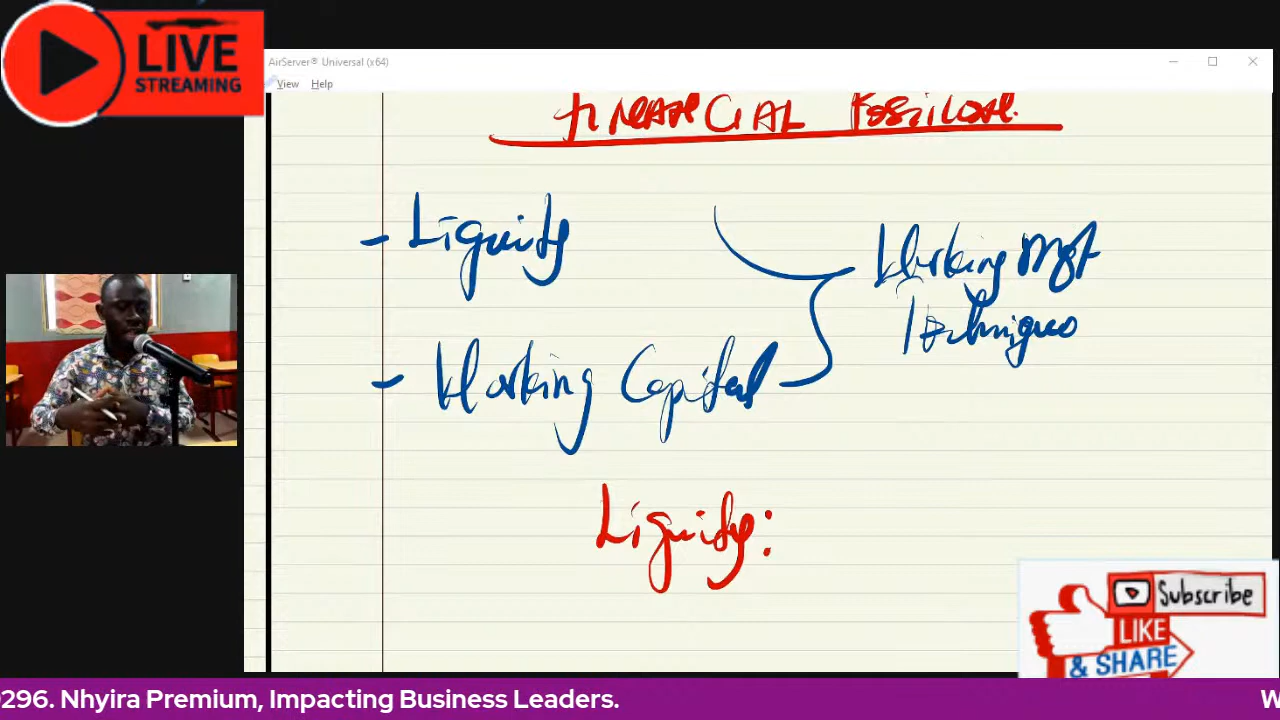 LIVE
STREAMING
AirServer® Universal (x64)
View Help
FINANCIAL POSITION.
- Liquidity
Working Mgt
Techniques
- Working Capital
Liquidity:
Subscribe
LIKE
& SHARE
0296. Nhyira Premium, Impacting Business Leaders.
W